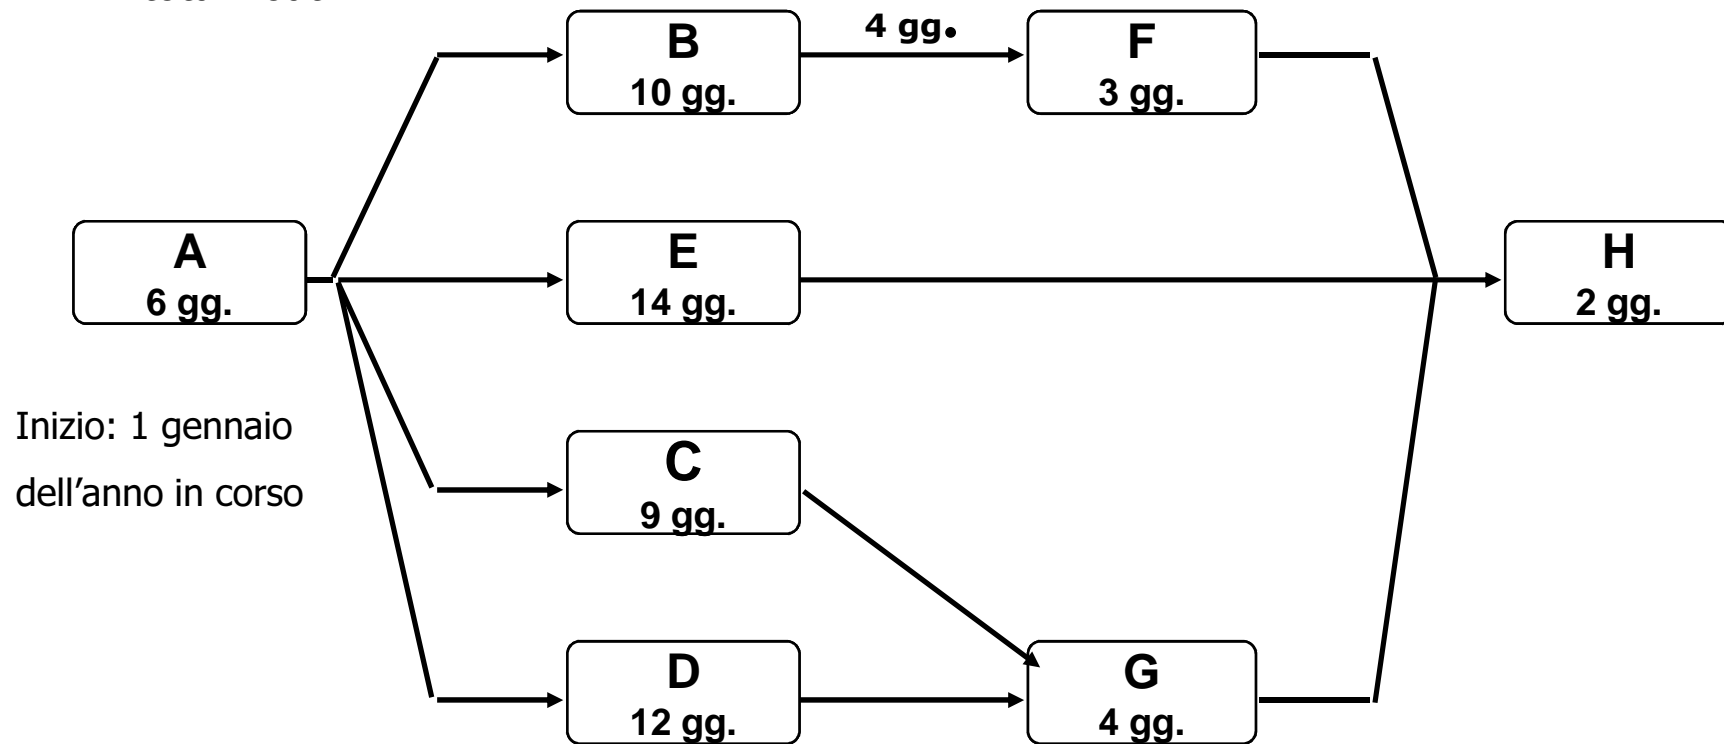 B
10 gg.
4 gg.
F
3 gg.
A
6 gg.
E
14 gg.
H
2 gg.
Inizio: 1 gennaio
dell’anno in corso
C
9 gg.
D
12 gg.
G
4 gg.